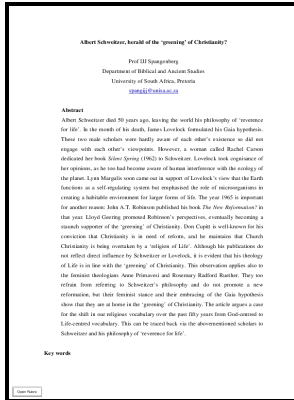 Albert Schweitzer, herald of the 'greening' of Christianity?
Prof IJJ Spangenberg
Department of Biblical and Ancient Studies
University of South Africa, Pretoria
spangijj@unisa.ac.za
Abstract
Albert Schweitzer died 50 years ago, leaving the world his philosophy of 'reverence
for life'. In the month of his death, James Lovelock formulated his Gaia hypothesis.
These two male scholars were hardly aware of each other's existence so did not
engage with each other's viewpoints. However, a woman called Rachel Carson
dedicated her book Silent Spring (1962) to Schweitzer. Lovelock took cognisance of
her opinions, as he too had become aware of human interference with the ecology of
the planet. Lynn Margulis soon came out in support of Lovelock's view that the Earth
functions as a self-regulating system but emphasised the role of microorganisms in
creating a habitable environment for larger forms of life. The year 1965 is important
for another reason: John A.T. Robinson published his book The New Reformation? in
that year. Lloyd Geering promoted Robinson's perspectives, eventually becoming a
staunch supporter of the 'greening' of Christianity. Don Cupitt is well-known for his
conviction that Christianity is in need of reform, and he maintains that Church
Christianity is being overtaken by a 'religion of Life'. Although his publications do
not reflect direct influence by Schweitzer or Lovelock, it is evident that his theology
of Life is in line with the 'greening' of Christianity. This observation applies also to
the feminist theologians Anne Primavesi and Rosemary Radford Ruether. They too
refrain from referring to Schweitzer's philosophy and do not promote a new
reformation, but their feminist stance and their embracing of the Gaia hypothesis
show that they are at home in the 'greening' of Christianity. The article argues a case
for the shift in our religious vocabulary over the past fifty years from God-centred to
Life-centred vocabulary. This can be traced back via the abovementioned scholars to
Schweitzer and his philosophy of 'reverence for life'.
Key words